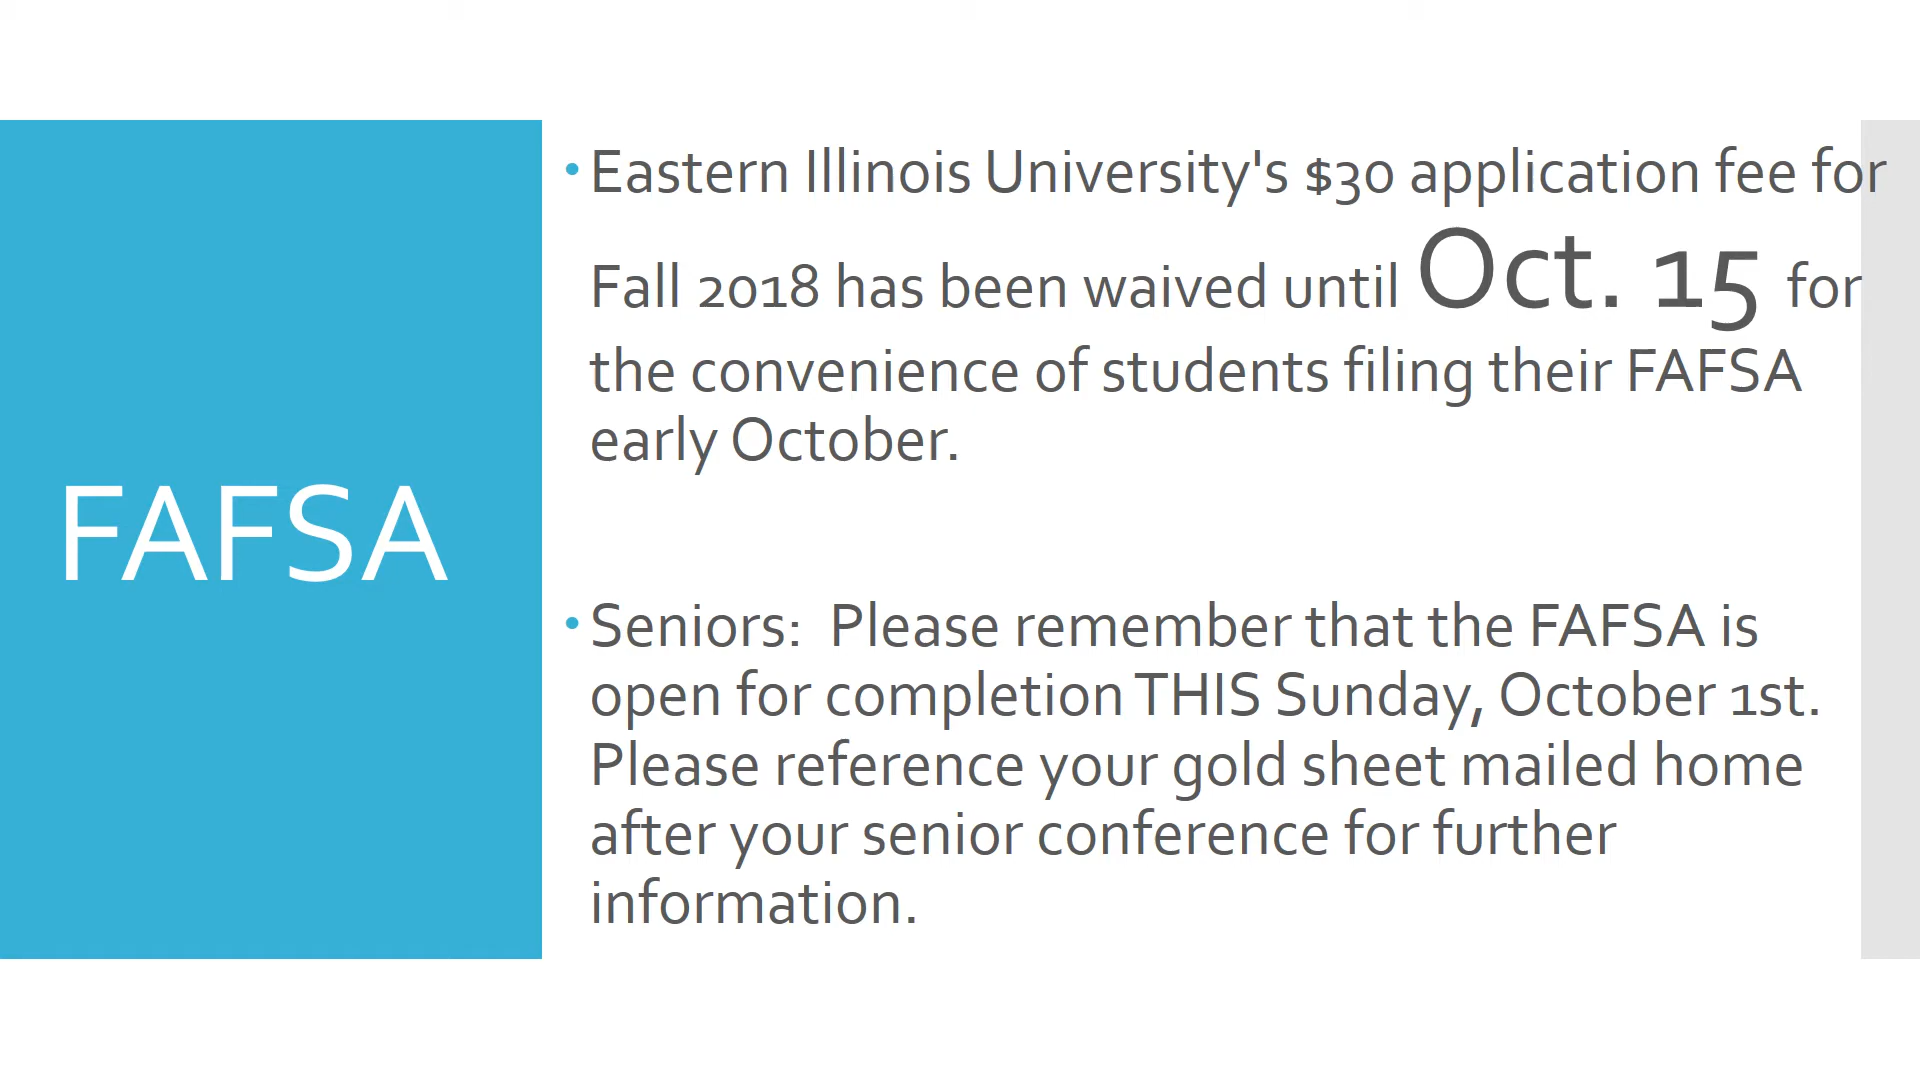 FAFSA
•Eastern Illinois University's $30 application fee for
Fall 2018 has been waived until Oct. 15 for
the convenience of students filing their FAFSA
early October.
•Seniors:  Please remember that the FAFSA is
open for completion THIS Sunday, October 1st.
Please reference your gold sheet mailed home
after your senior conference for further
information.